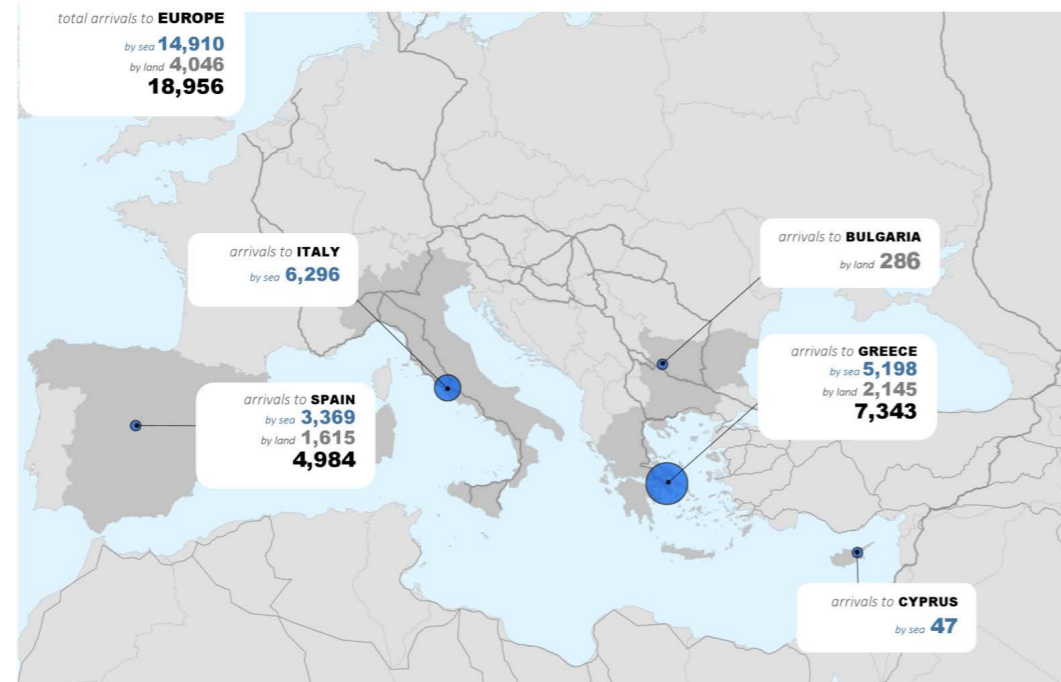 total arrivals to EUROPE
by sea 14,910
by land 4,046
18,956
arrivals to ITALY
by sea 6,296
arrivals to BULGARIA
by land 286
arrivals to GREECE
by sea 5,198
by land 2,145
7,343
arrivals to SPAIN
by sea 3,369
by land 1,615
4,984
arrivals to CYPRUS
by sea 47